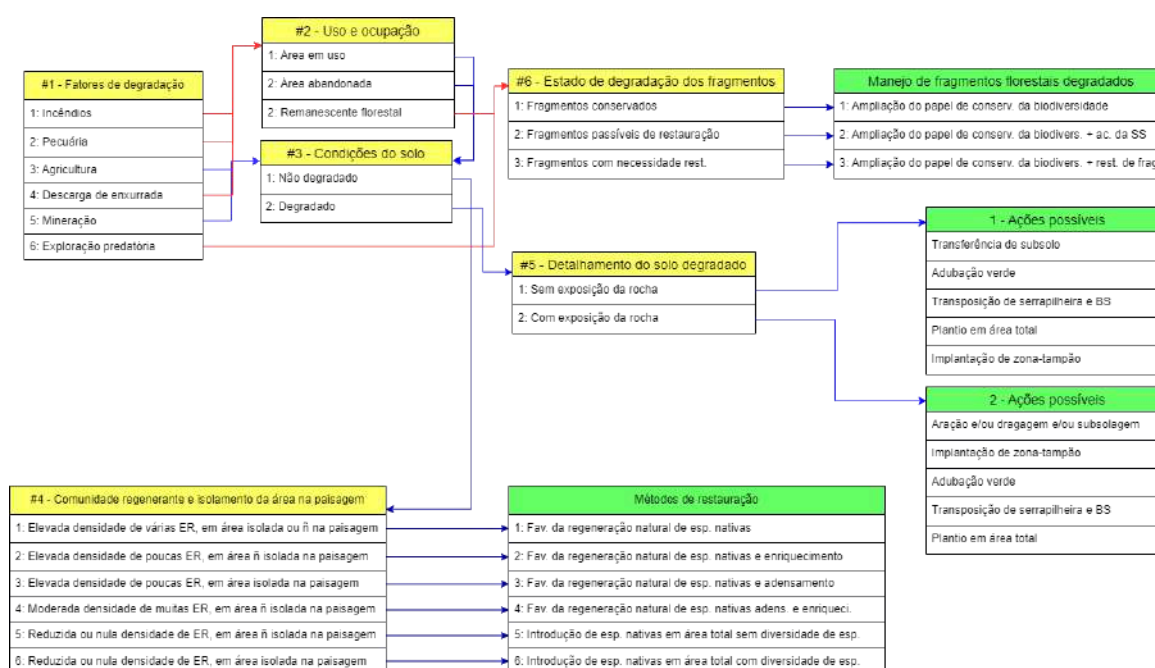 #1 - Fatores de degradação
1: Incêndios
2: Pecuária
3: Agricultura
4: Descarga de enxurrada
5: Mineração
6: Exploração predatória
#2 - Uso e ocupação
1: Area em uso
2: Area abandonada
2: Remanescente florestal
#3 - Condições do solo
1: Não degradado
2: Degradado
#6 - Estado de degradação dos fragmentos
1: Fragmentos conservados
2: Fragmentos passíveis de restauração
3: Fragmentos com necessidade rest.
Manejo de fragmentos florestais degradados
1: Ampliação do papel de conserv. da biodiversidade
2: Ampliação do papel de conserv. da biodivers. + ac. da SS
3: Ampliação do papel de conserv. da biodivers. + rest. de frag
#5 - Detalhamento do solo degradado
1: Sem exposição da rocha
2: Com exposição da rocha
1 - Ações possíveis
Transferência de subsolo
Adubação verde
Transposição de serrapilheira e BS
Plantio em área total
Implantação de zona-tampão
2 - Ações possíveis
Aração e/ou dragagem e/ou subsolagem
Implantação de zona-tampão
Adubação verde
Transposição de serrapilheira e BS
Plantio em área total
#4 - Comunidade regenerante e isolamento da área na paisagem
1: Elevada densidade de várias ER, em área isolada ou ñ na paisagem
2: Elevada densidade de poucas ER, em área ñ isolada na paisagem
3: Elevada densidade de poucas ER, em área isolada na paisagem
4: Moderada densidade de muitas ER, em área ñ isolada na paisagem
5: Reduzida ou nula densidade de ER, em área ñ isolada na paisagem
6: Reduzida ou nula densidade de ER, em área isolada na paisagem
Métodos de restauração
1: Fav. da regeneração natural de esp. nativas
2: Fav. da regeneração natural de esp. nativas e enriquecimento
3: Fav. da regeneração natural de esp. nativas e adensamento
4: Fav. da regeneração natural de esp. nativas adens. e enriqueci.
5: Introdução de esp. nativas em área total sem diversidade de esp.
6: Introdução de esp. nativas em área total com diversidade de esp.